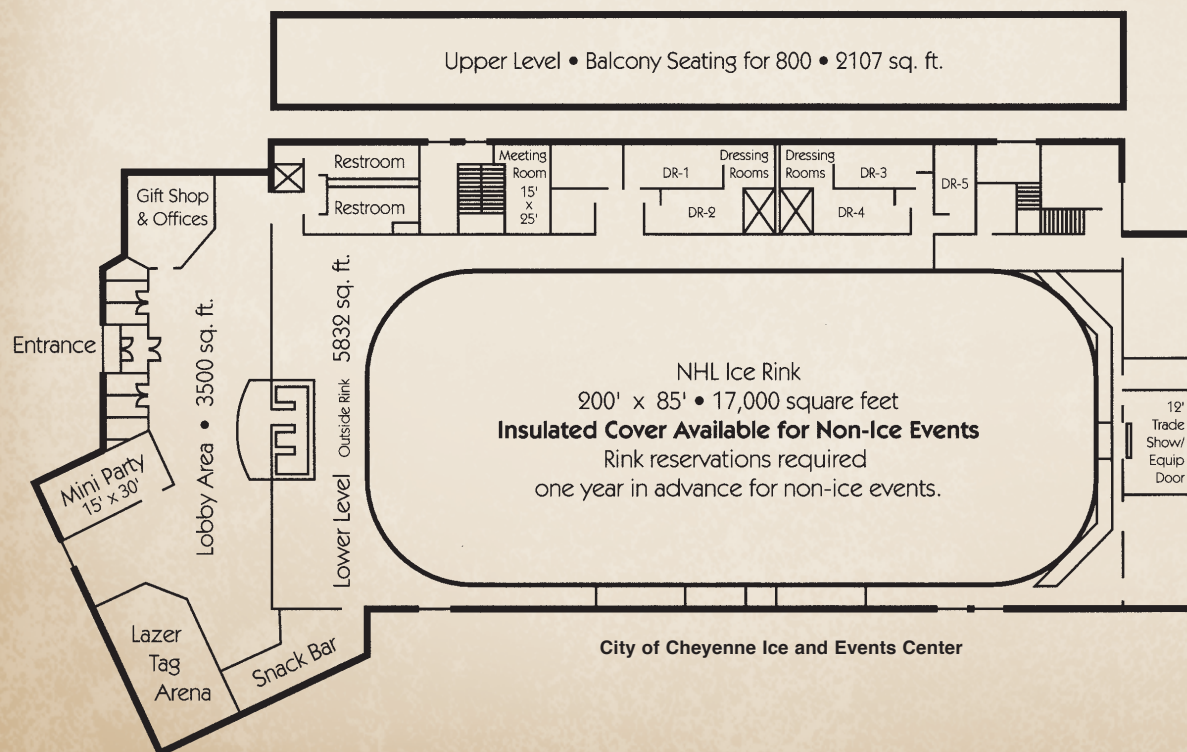 Upper Level • Balcony Seating for 800 • 2107 sq. ft.
Restroom
Restroom
Meeting
Room
15'
x
25'
DR-1
DR-2
Dressing
Rooms
Dressing
Rooms
DR-3
DR-4
DR-5
Gift Shop
& Offices
Entrance
Lobby Area • 3500 sq. ft.
Lower Level Outside Rink 5832 sq. ft.
NHL Ice Rink
200' x 85' • 17,000 square feet
Insulated Cover Available for Non-Ice Events
Rink reservations required
one year in advance for non-ice events.
12'
Trade
Show/
Equip
Door
Mini Party
15' x 30'
Lazer
Tag
Arena
Snack Bar
City of Cheyenne Ice and Events Center